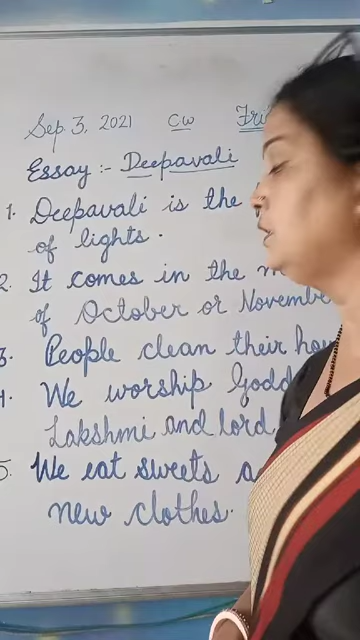 Sep. 3, 2021 CW
Essay :- Deepavali
1. Deepavali is the
of lights.
2. It comes in the
of October or
3. People clean their
4. We worship
Lakshmi and lord
5. We eat sweets
new clothes.